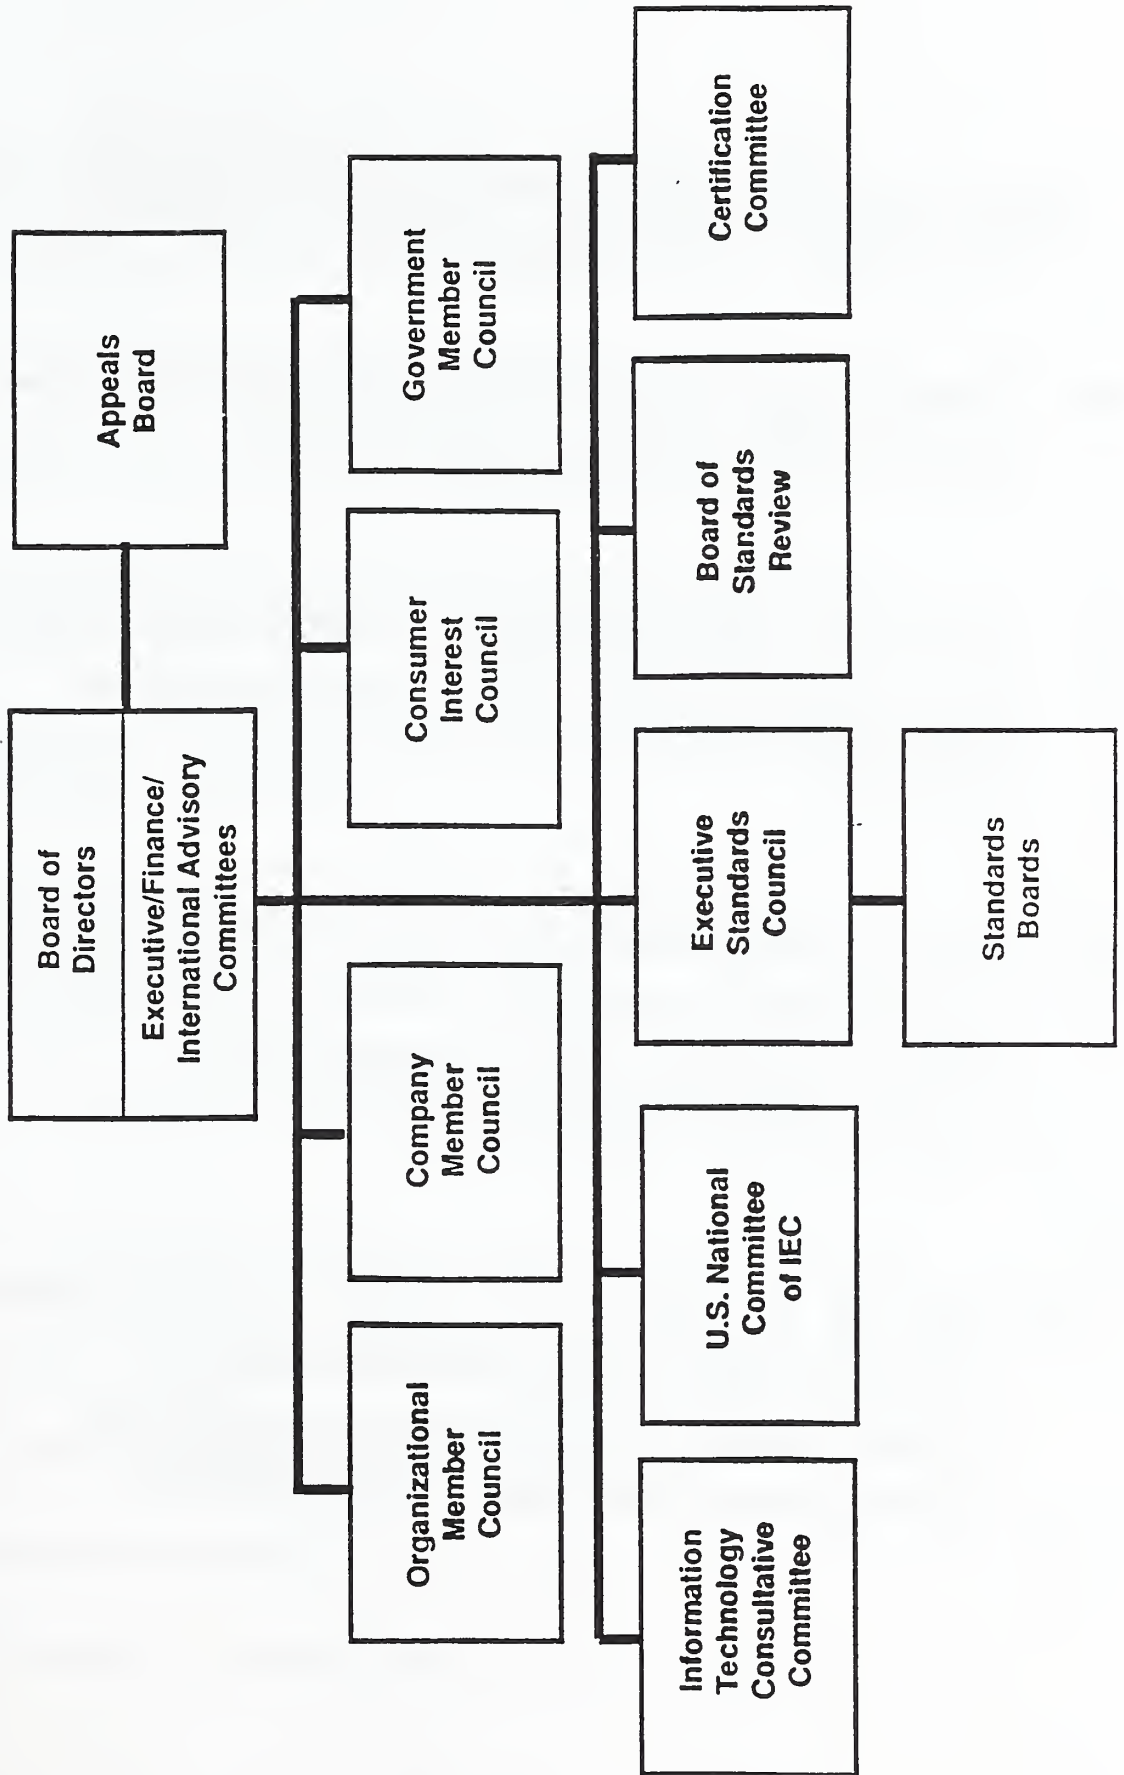 Board of
Directors
Executive/Finance/
International Advisory
Committees
Appeals
Board
Organizational
Member
Council
Company
Member
Council
Consumer
Interest
Council
Government
Member
Council
Information
Technology
Consultative
Committee
U.S. National
Committee
of IEC
Executive
Standards
Council
Board of
Standards
Review
Certification
Committee
Standards
Boards